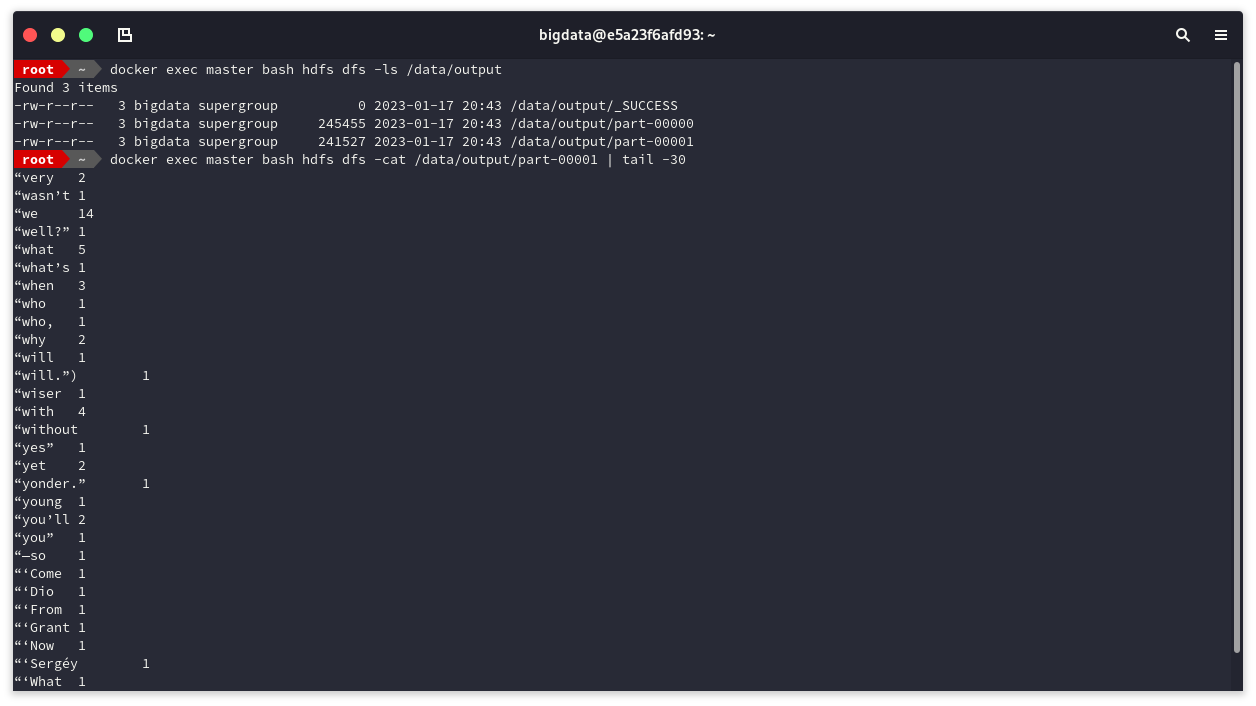 bigdata@e5a23f6afd93: ~
root ~ docker exec master bash hdfs dfs -ls /data/output
Found 3 items
-rw-r--r--   3 bigdata supergroup          0 2023-01-17 20:43 /data/output/_SUCCESS
-rw-r--r--   3 bigdata supergroup     245455 2023-01-17 20:43 /data/output/part-00000
-rw-r--r--   3 bigdata supergroup     241527 2023-01-17 20:43 /data/output/part-00001
root ~ docker exec master bash hdfs dfs -cat /data/output/part-00001 | tail -30
“very   2
“wasn’t 1
“we     14
“well?” 1
“what   5
“what’s 1
“when   3
“who    1
“who,   1
“why    2
“will   1
“will.”)        1
“wiser  1
“with   4
“without        1
“yes”   1
“yet    2
“yonder.”       1
“young  1
“you’ll 2
“you”   1
“—so    1
“‘Come  1
“‘Dio   1
“‘From  1
“‘Grant 1
“‘Now   1
“‘Sergéy        1
“‘What  1